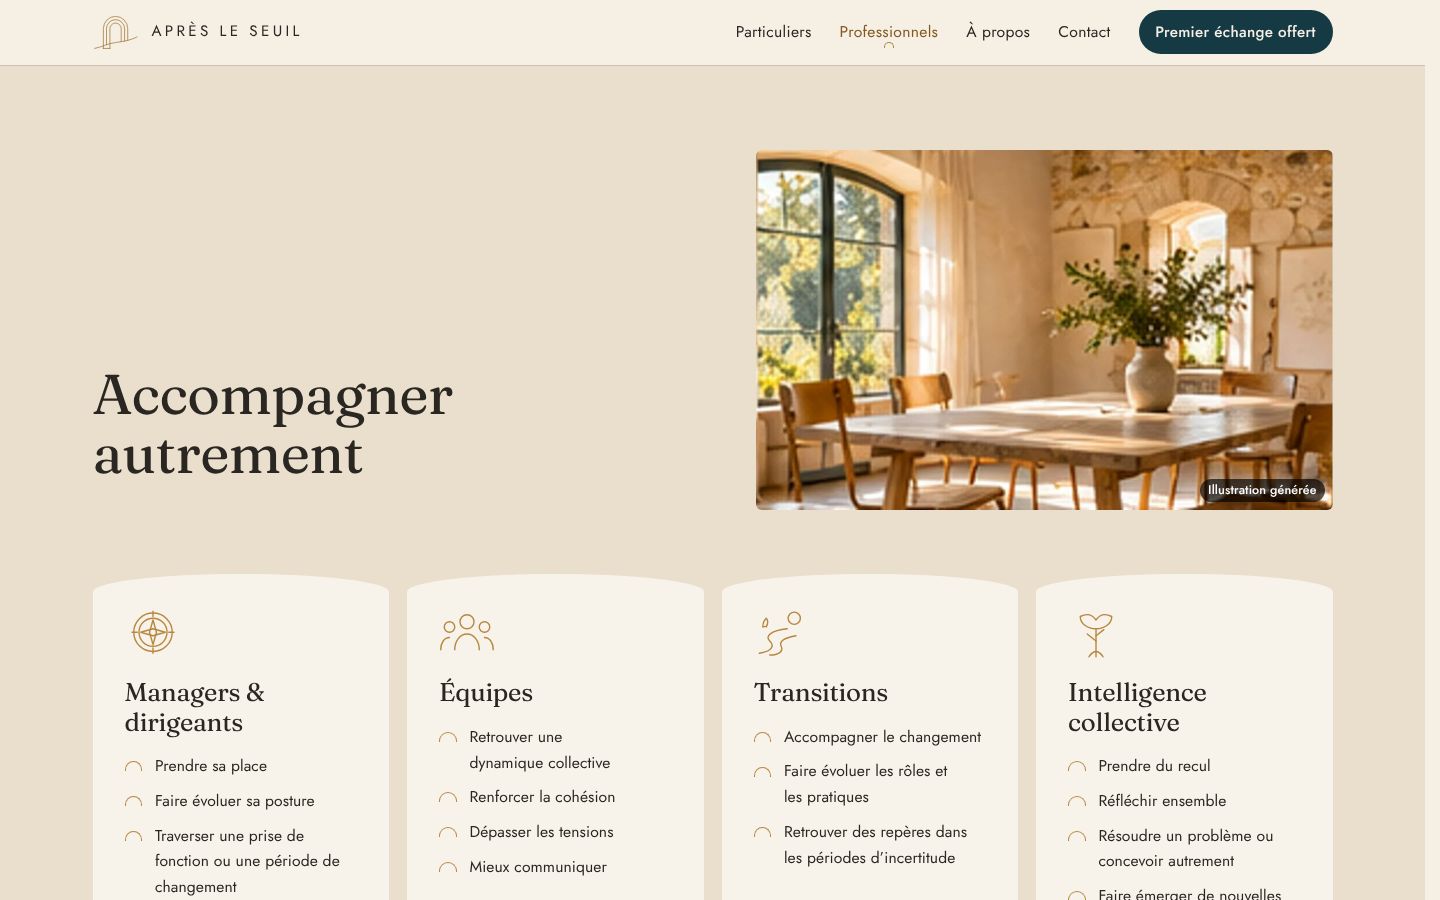 APRÈS LE SEUIL
Particuliers
Professionnels
À propos
Contact
Premier échange offert
Accompagner
autrement
Illustration générée
Managers &
dirigeants
Prendre sa place
Faire évoluer sa posture
Traverser une prise de
fonction ou une période de
changement
Équipes
Retrouver une
dynamique collective
Renforcer la cohésion
Dépasser les tensions
Mieux communiquer
Transitions
Accompagner le changement
Faire évoluer les rôles et
les pratiques
Retrouver des repères dans
les périodes d’incertitude
Intelligence
collective
Prendre du recul
Réfléchir ensemble
Résoudre un problème ou
concevoir autrement
Faire émerger de nouvelles